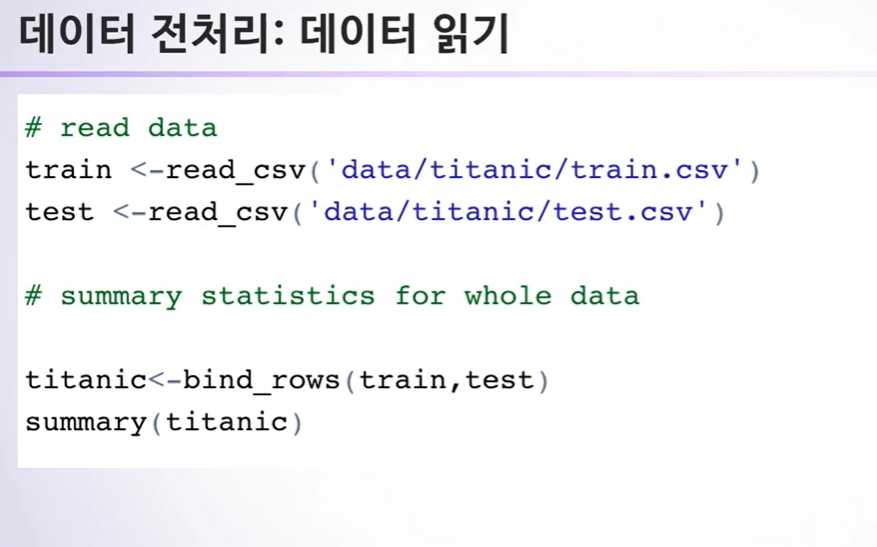 데이터 전처리: 데이터 읽기
# read data
train <-read_csv('data/titanic/train.csv')
test <-read_csv('data/titanic/test.csv')
# summary statistics for whole data
titanic<-bind_rows(train,test)
summary(titanic)